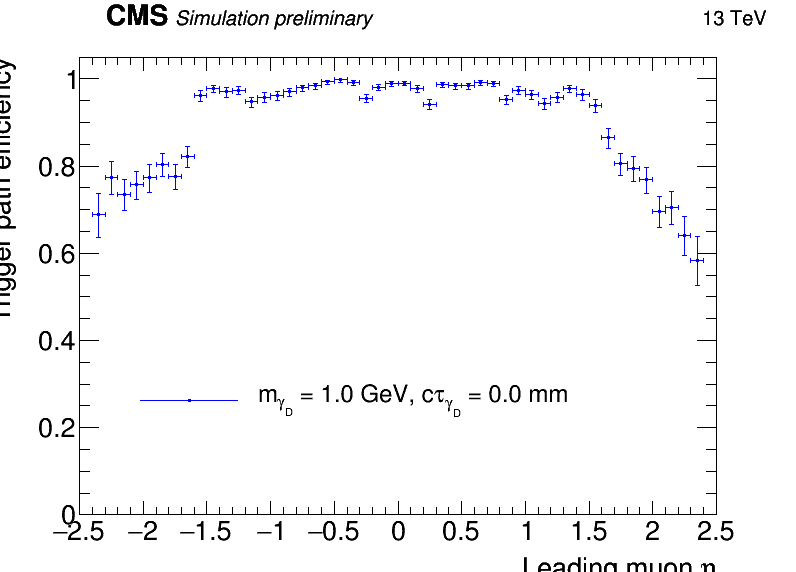 CMS Simulation preliminary 13 TeV
Trigger path efficiency
1
0.8
0.6
0.4
0.2
0
m_γ_D = 1.0 GeV, cτ_γ_D = 0.0 mm
−2.5 −2 −1.5 −1 −0.5 0 0.5 1 1.5 2 2.5
Leading muon η